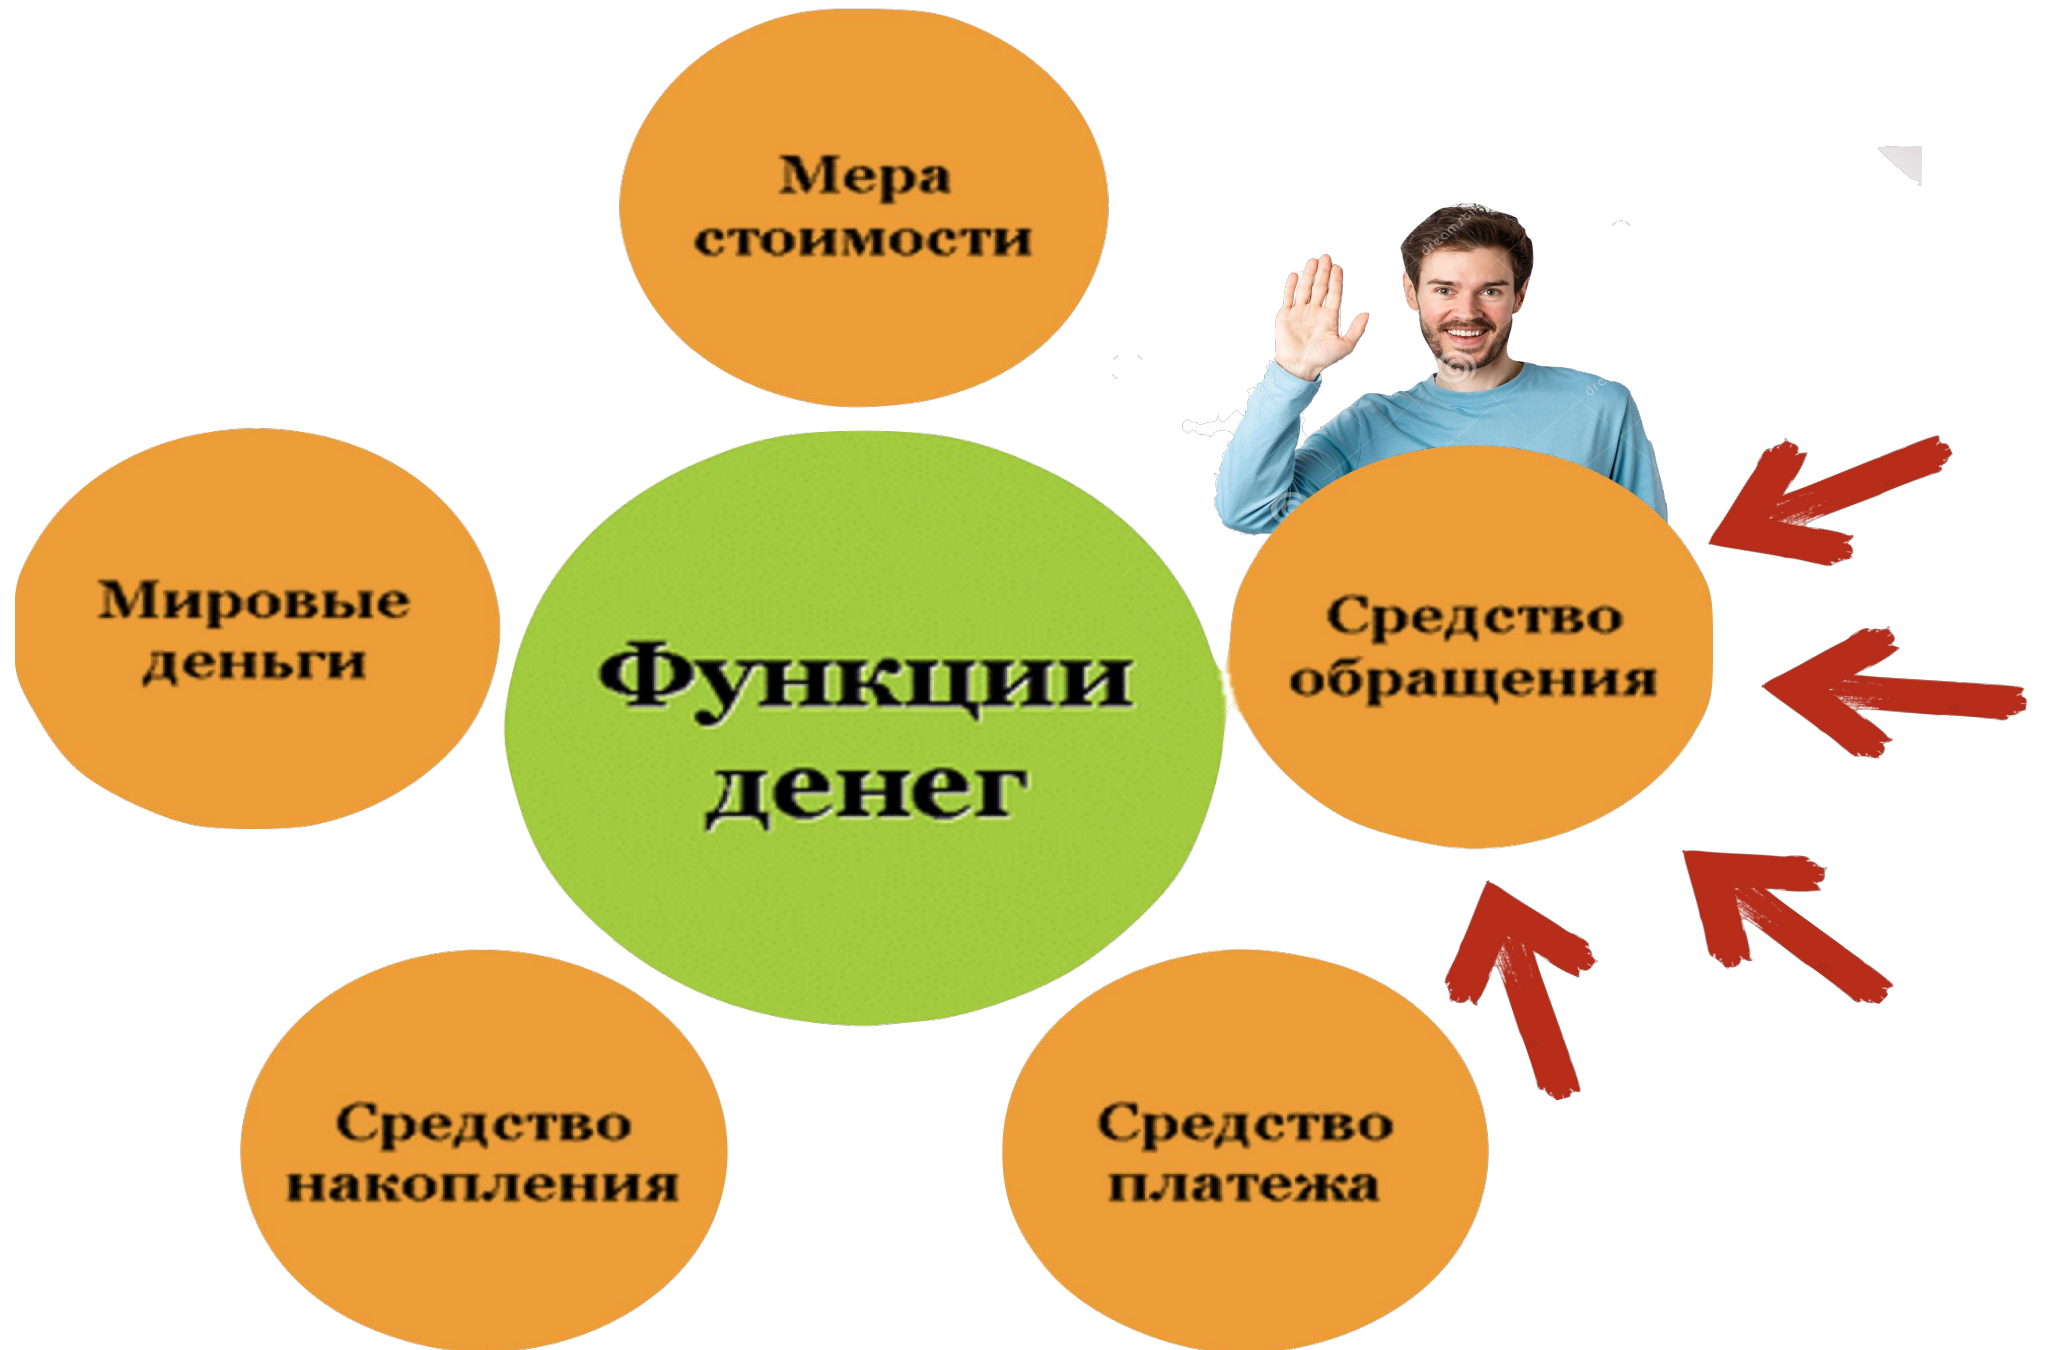 Мера
стоимости
Мировые
деньги
Функции
денег
Средство
обращения
Средство
накопления
Средство
платежа